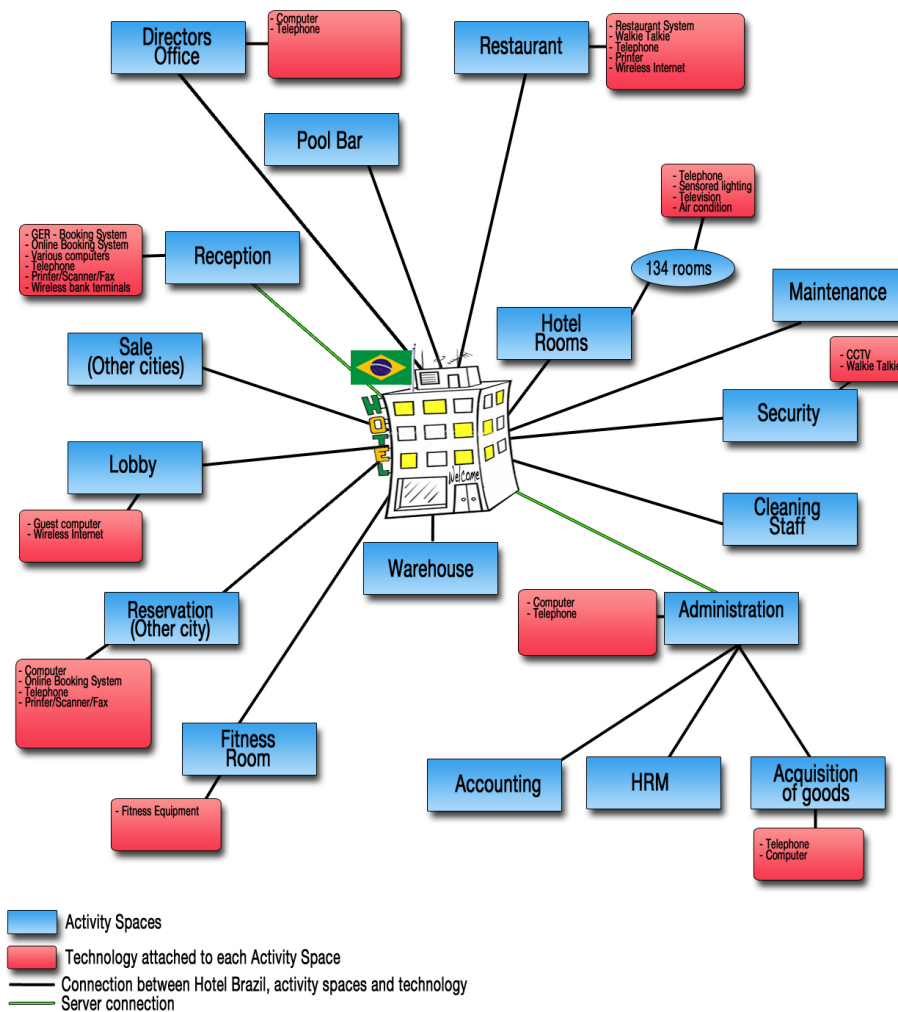 Directors
Office
- Computer
- Telephone
Restaurant
- Restaurant System
- Walkie Talkie
- Telephone
- Printer
- Wireless Internet
Pool Bar
- Telephone
- Sensored lighting
- Television
- Air condition
- GER - Booking System
- Online Booking System
- Various computers
- Telephone
- Printer/Scanner/Fax
- Wireless bank terminals
Reception
134 rooms
Maintenance
Hotel
Rooms
Sale
(Other cities)
- CCTV
- Walkie Talkie
HOTEL
Security
Lobby
Welcome
- Guest computer
- Wireless Internet
Cleaning
Staff
Warehouse
Reservation
(Other city)
- Computer
- Telephone
Administration
- Computer
- Online Booking System
- Telephone
- Printer/Scanner/Fax
Fitness
Room
Accounting
HRM
Acquisition
of goods
- Fitness Equipment
- Telephone
- Computer
Activity Spaces
Technology attached to each Activity Space
Connection between Hotel Brazil, activity spaces and technology
Server connection